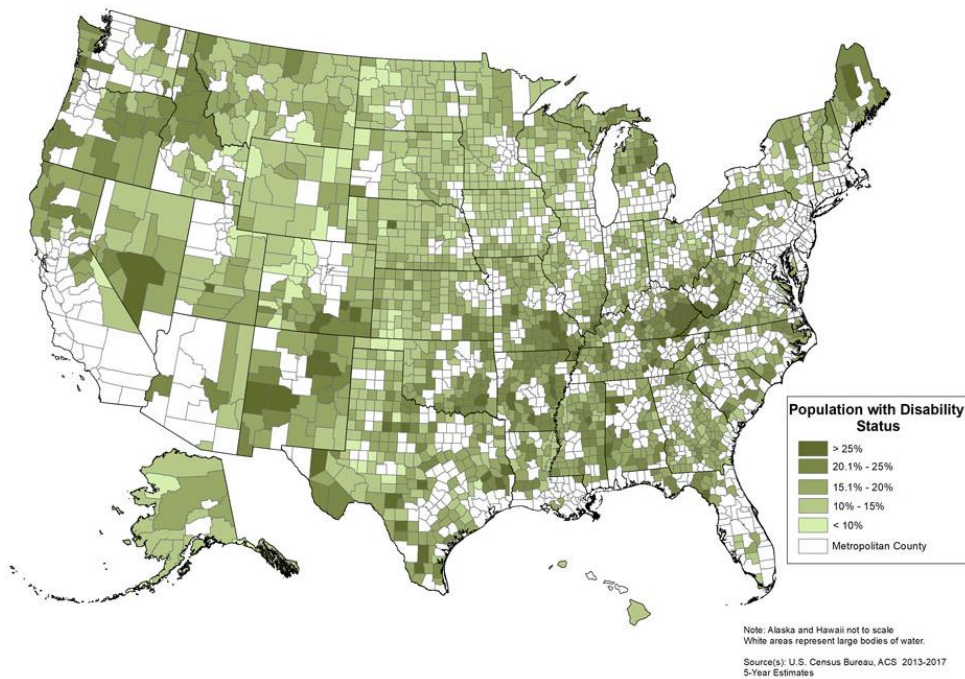 Population with Disability
Status
> 25%
20.1% - 25%
15.1% - 20%
10% - 15%
< 10%
Metropolitan County
Note: Alaska and Hawaii not to scale
White areas represent large bodies of water.
Source(s): U.S. Census Bureau, ACS 2013-2017
5-Year Estimates